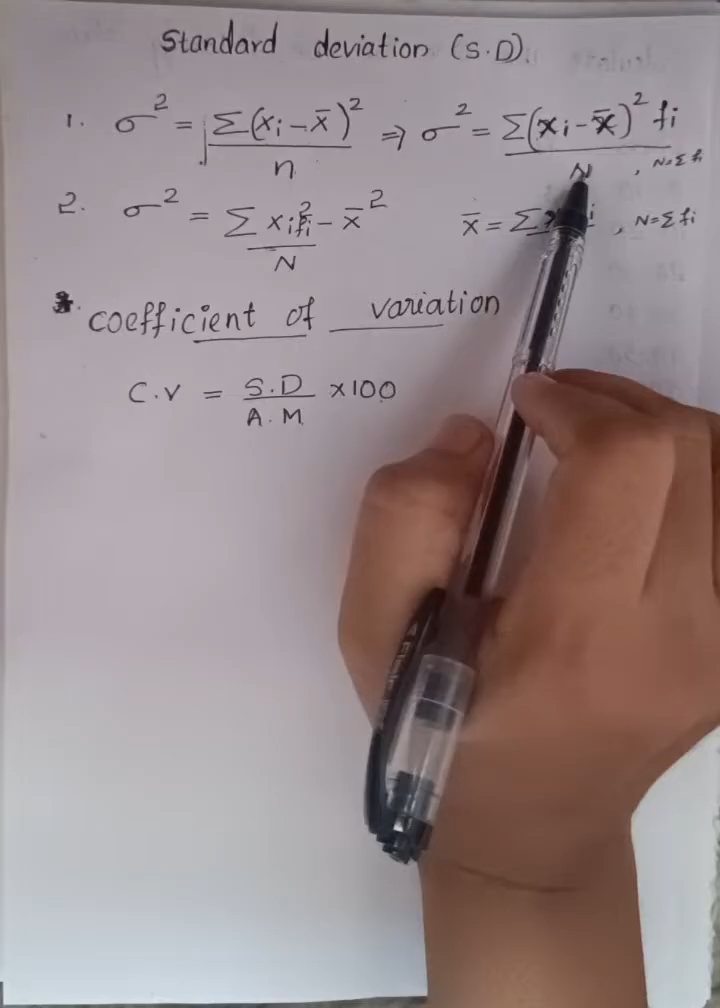 Standard deviation (S.D)
1. σ² = Σ(xi - x̄)² / n ⇒ σ² = Σ(xi - x̄)² fi / N , N=Σfi
2. σ² = Σxi²fi / N - x̄² x̄ = Σ , N=Σfi
coefficient of variation
C.V = S.D / A.M × 100